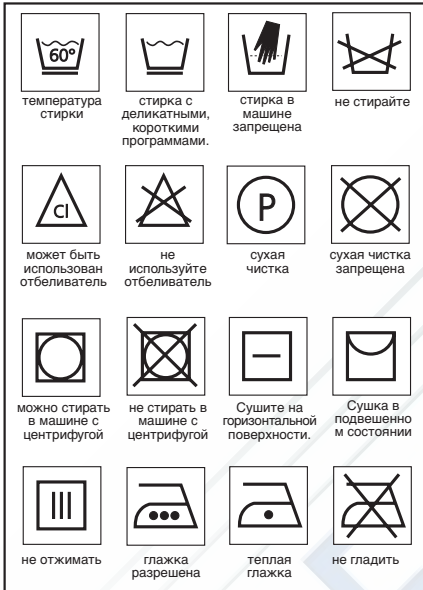 60°
температура
стирки
стирка с
деликатными,
короткими
программами.
стирка в
машине
запрещена
не стирайте
Cl
может быть
использован
отбеливатель
не
используйте
отбеливатель
P
сухая
чистка
сухая чистка
запрещена
можно стирать
в машине с
центрифугой
не стирать в
машине с
центрифугой
Сушите на
горизонтальной
поверхности.
Сушка в
подвешенно
м состоянии
не отжимать
глажка
разрешена
теплая
глажка
не гладить